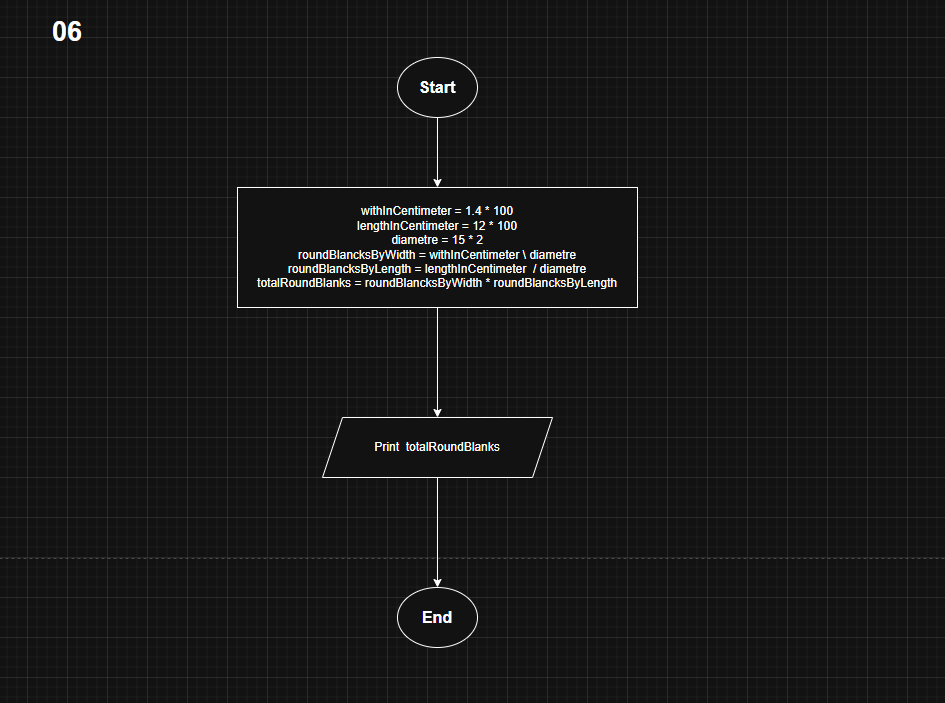 06
Start
withInCentimeter = 1.4 * 100
lengthInCentimeter = 12 * 100
diametre = 15 * 2
roundBlancksByWidth = withInCentimeter \ diametre
roundBlancksByLength = lengthInCentimeter / diametre
totalRoundBlanks = roundBlancksByWidth * roundBlancksByLength
Print totalRoundBlanks
End